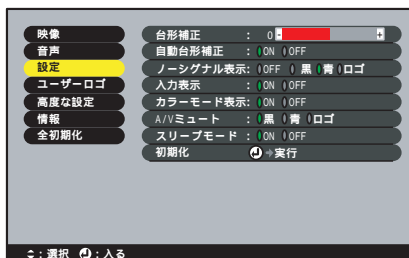 映像
音声
設定
ユーザーロゴ
高度な設定
情報
全初期化
台形補正 : 0 - +
自動台形補正 : ON OFF
ノーシグナル表示: OFF 黒 青 ロゴ
入力表示 : ON OFF
カラーモード表示: ON OFF
A/Vミュート : 黒 青 ロゴ
スリープモード : ON OFF
初期化 実行
: 選択 : 入る